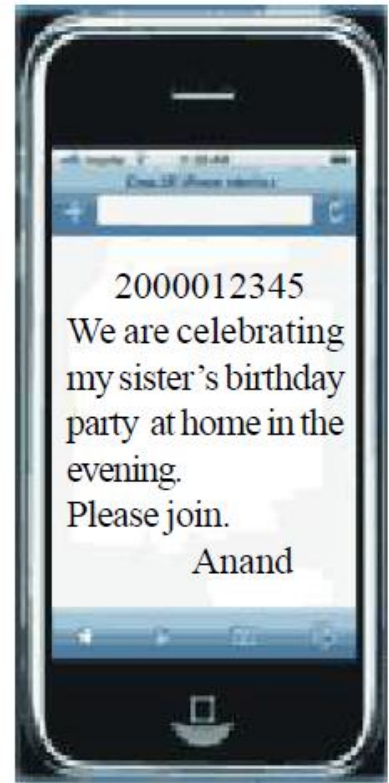 2000012345
We are celebrating
my sister's birthday
party at home in the
evening.
Please join.
Anand